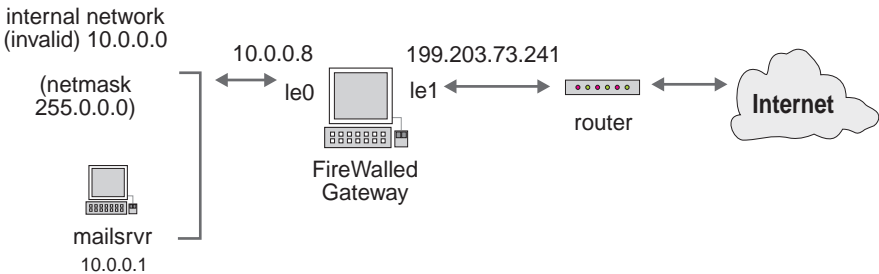 internal network
(invalid) 10.0.0.0
(netmask
255.0.0.0)
mailsrvr
10.0.0.1
10.0.0.8
le0
FireWalled
Gateway
199.203.73.241
le1
router
Internet